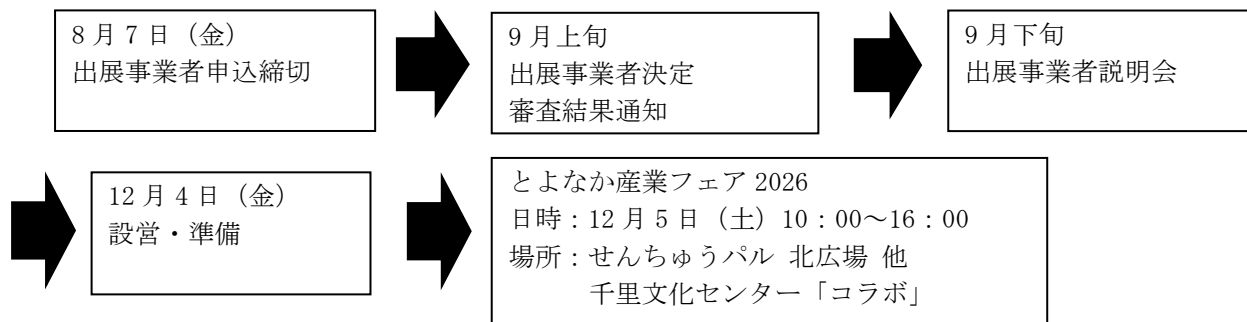 8月7日（金）
出展事業者申込締切
9月上旬
出展事業者決定
審査結果通知
9月下旬
出展事業者説明会
12月4日（金）
設営・準備
とよなか産業フェア2026
日時：12月5日（土）10：00～16：00
場所：せんちゅうパル 北広場 他
千里文化センター「コラボ」